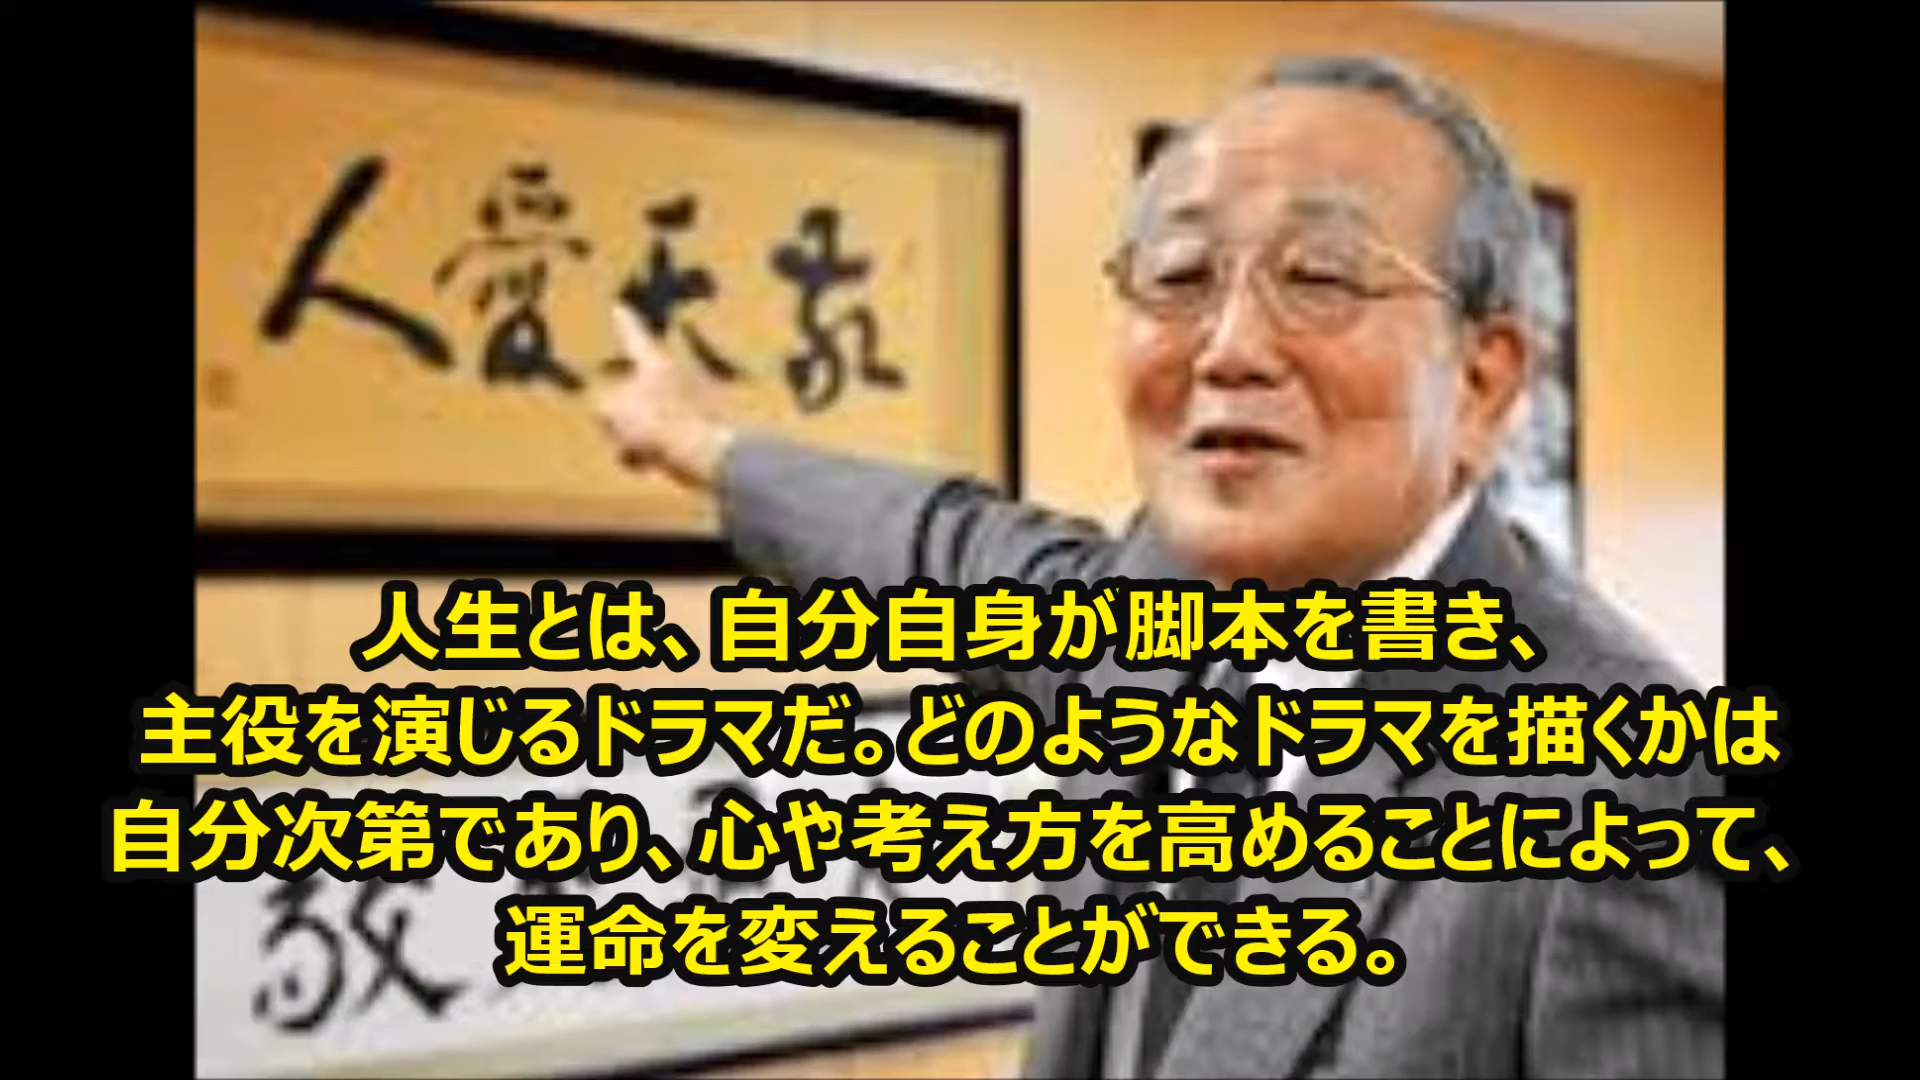 敬天愛人
人生とは、自分自身が脚本を書き、
主役を演じるドラマだ。どのようなドラマを描くかは
自分次第であり、心や考え方を高めることによって、
運命を変えることができる。
敬